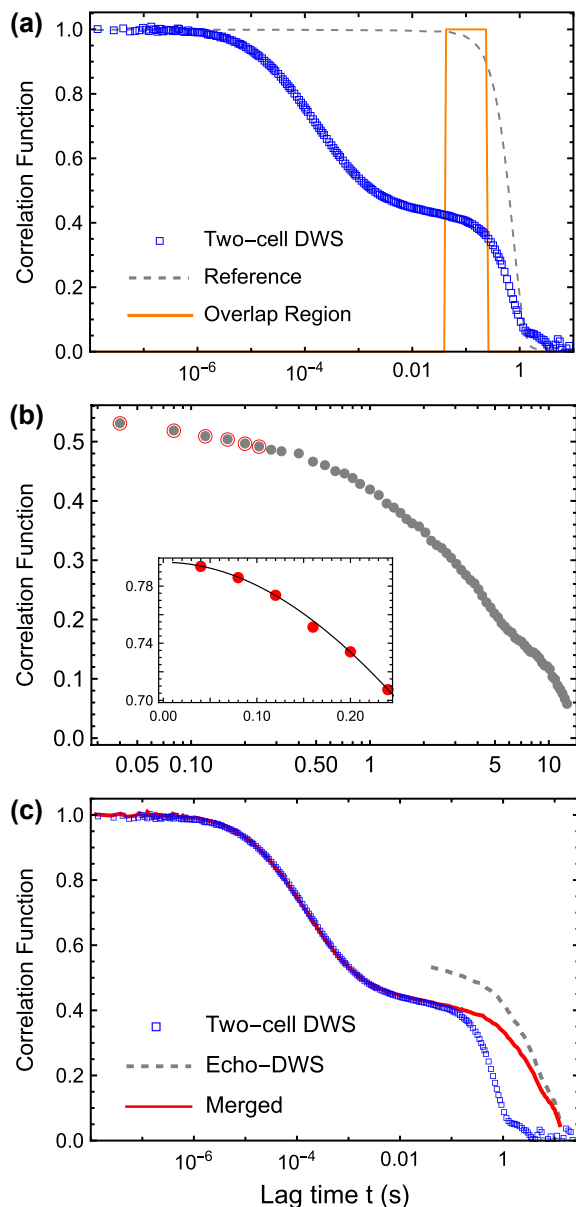 (a)
1.0
0.8
0.6
0.4
0.2
0.0
Correlation Function
Two-cell DWS
Reference
Overlap Region
10⁻⁶ 10⁻⁴ 0.01 1
(b)
0.5
0.4
0.3
0.2
0.1
0.0
Correlation Function
0.78
0.74
0.70
0.00 0.10 0.20
0.05 0.10 0.50 1 5 10
(c)
1.0
0.8
0.6
0.4
0.2
0.0
Correlation Function
Two-cell DWS
Echo-DWS
Merged
10⁻⁶ 10⁻⁴ 0.01 1
Lag time t (s)